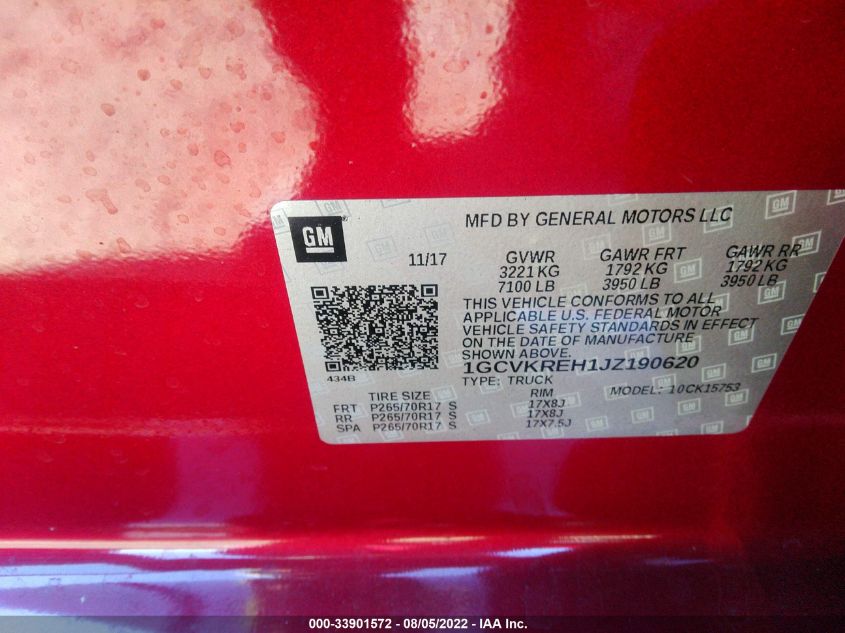 GM
MFD BY GENERAL MOTORS LLC
11/17 GVWR GAWR FRT GAWR RR
3221 KG 1792 KG 1792 KG
7100 LB 3950 LB 3950 LB
THIS VEHICLE CONFORMS TO ALL
APPLICABLE U.S. FEDERAL MOTOR
VEHICLE SAFETY STANDARDS IN EFFECT
ON THE DATE OF MANUFACTURE
SHOWN ABOVE.
1GCVKREH1JZ190620
434B
TYPE: TRUCK MODEL: 10CK15753
TIRE SIZE RIM
FRT P265/70R17 S 17X8J
RR P265/70R17 S 17X8J
SPA P265/70R17 S 17X7.5J
000-33901572 - 08/05/2022 - IAA Inc.